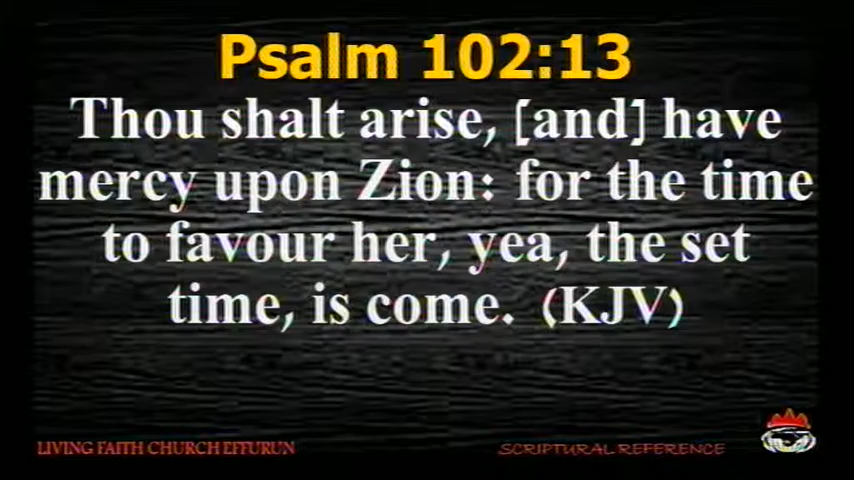 Psalm 102:13
Thou shalt arise, [and] have
mercy upon Zion: for the time
to favour her, yea, the set
time, is come. (KJV)
LIVING FAITH CHURCH EFFURUN
SCRIPTURAL REFERENCE